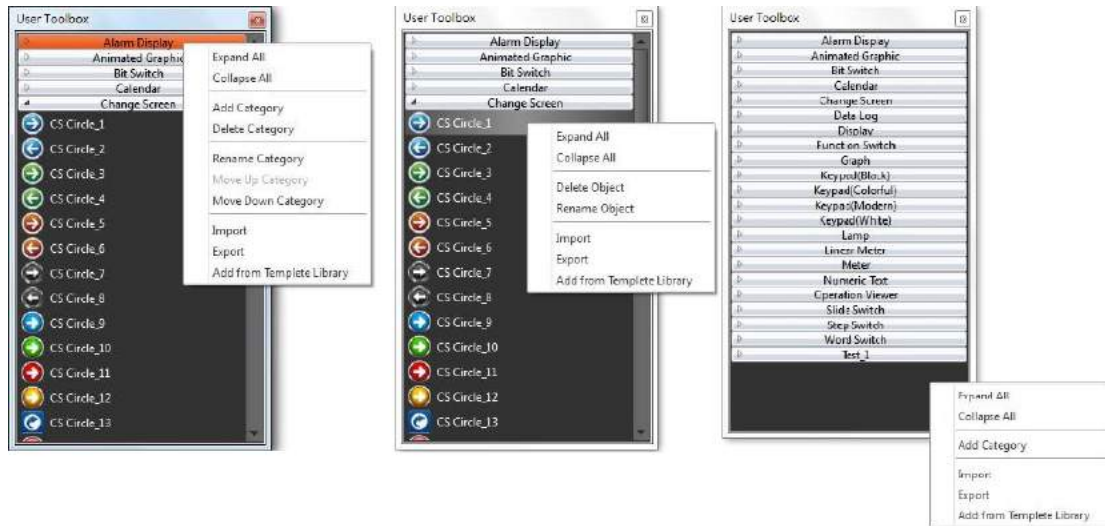 User Toolbox
Alarm Display
Animated Graphic
Bit Switch
Calendar
Change Screen
CS Circle_1
CS Circle_2
CS Circle_3
CS Circle_4
CS Circle_5
CS Circle_6
CS Circle_7
CS Circle_8
CS Circle_9
CS Circle_10
CS Circle_11
CS Circle_12
CS Circle_13
Expand All
Collapse All
Add Category
Delete Category
Rename Category
Move Up Category
Move Down Category
Import
Export
Add from Templete Library
User Toolbox
Alarm Display
Animated Graphic
Bit Switch
Calendar
Change Screen
CS Circle_1
CS Circle_2
CS Circle_3
CS Circle_4
CS Circle_5
CS Circle_6
CS Circle_7
CS Circle_8
CS Circle_9
CS Circle_10
CS Circle_11
CS Circle_12
CS Circle_13
Expand All
Collapse All
Delete Object
Rename Object
Import
Export
Add from Templete Library
User Toolbox
Alarm Display
Animated Graphic
Bit Switch
Calendar
Change Screen
Data Log
Display
Function Switch
Graph
Keypad(Black)
Keypad(Colorful)
Keypad(Modern)
Keypad(White)
Lamp
Linear Meter
Meter
Numeric Text
Operation Viewer
Slide Switch
Step Switch
Word Switch
Test_1
Expand All
Collapse All
Add Category
Import
Export
Add from Templete Library